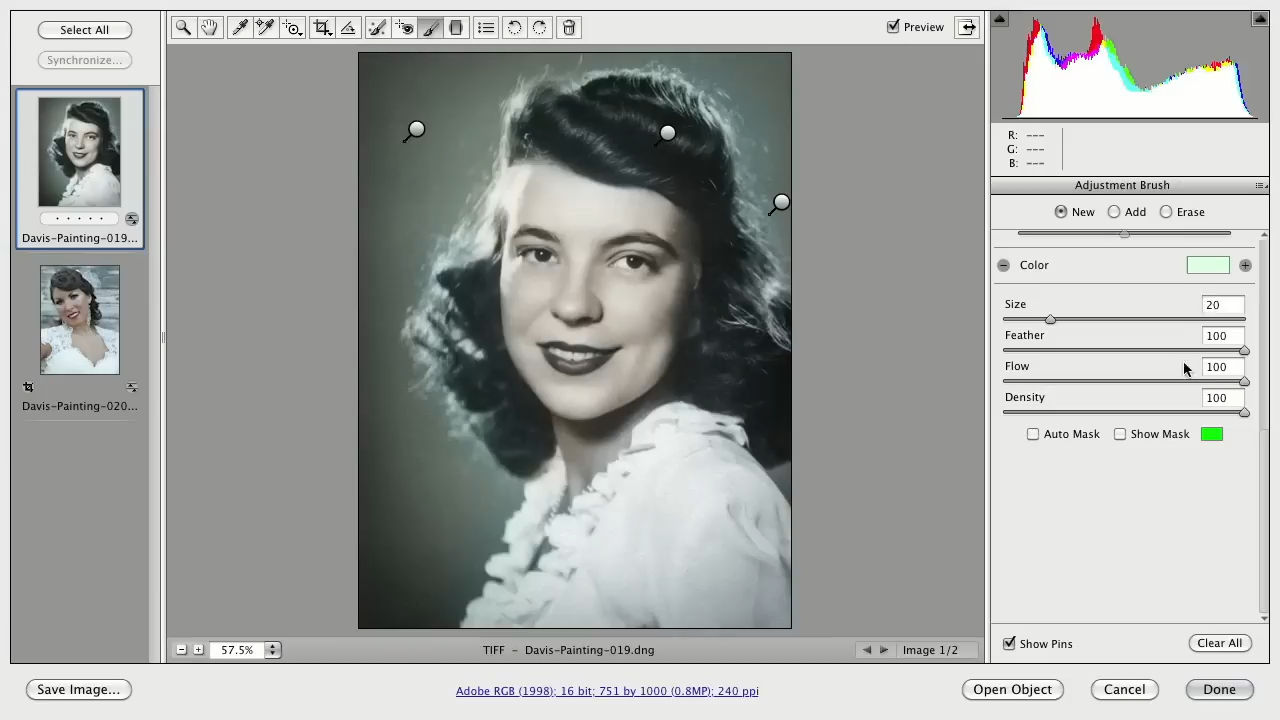 Select All
Synchronize...
Davis-Painting-019...
Davis-Painting-020...
Preview
R: ---
G: ---
B: ---
Adjustment Brush
New Add Erase
Color
Size 20
Feather 100
Flow 100
Density 100
Auto Mask Show Mask
Show Pins Clear All
57.5% TIFF – Davis-Painting-019.dng Image 1/2
Save Image... Adobe RGB (1998); 16 bit; 751 by 1000 (0.8MP); 240 ppi Open Object Cancel Done